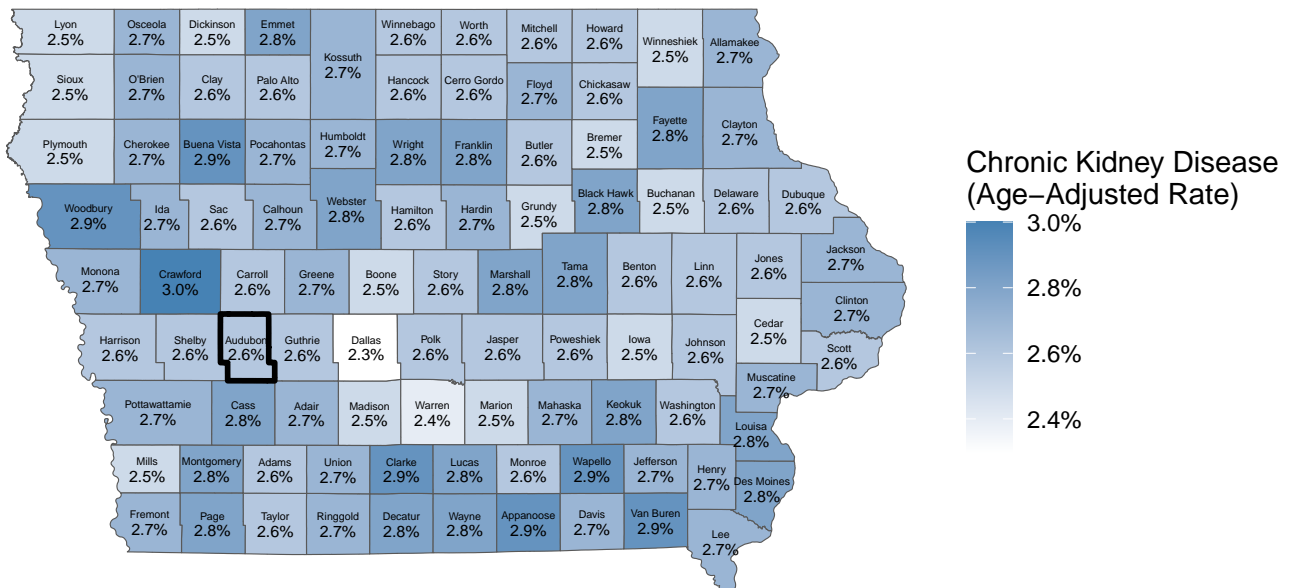 Lyon
2.5%
Osceola
2.7%
Dickinson
2.5%
Emmet
2.8%
Kossuth
2.7%
Winnebago
2.6%
Worth
2.6%
Mitchell
2.6%
Howard
2.6%
Winneshiek
2.5%
Allamakee
2.7%
Sioux
2.5%
O'Brien
2.7%
Clay
2.6%
Palo Alto
2.6%
Hancock
2.6%
Cerro Gordo
2.6%
Floyd
2.7%
Chickasaw
2.6%
Fayette
2.8%
Clayton
2.7%
Plymouth
2.5%
Cherokee
2.7%
Buena Vista
2.9%
Pocahontas
2.7%
Humboldt
2.7%
Wright
2.8%
Franklin
2.8%
Butler
2.6%
Bremer
2.5%
Woodbury
2.9%
Ida
2.7%
Sac
2.6%
Calhoun
2.7%
Webster
2.8%
Hamilton
2.6%
Hardin
2.7%
Grundy
2.5%
Black Hawk
2.8%
Buchanan
2.5%
Delaware
2.6%
Dubuque
2.6%
Monona
2.7%
Crawford
3.0%
Carroll
2.6%
Greene
2.7%
Boone
2.5%
Story
2.6%
Marshall
2.8%
Tama
2.8%
Benton
2.6%
Linn
2.6%
Jones
2.6%
Jackson
2.7%
Clinton
2.7%
Harrison
2.6%
Shelby
2.6%
Audubon
2.6%
Guthrie
2.6%
Dallas
2.3%
Polk
2.6%
Jasper
2.6%
Poweshiek
2.6%
Iowa
2.5%
Johnson
2.6%
Cedar
2.5%
Scott
2.6%
Muscatine
2.7%
Pottawattamie
2.7%
Cass
2.8%
Adair
2.7%
Madison
2.5%
Warren
2.4%
Marion
2.5%
Mahaska
2.7%
Keokuk
2.8%
Washington
2.6%
Louisa
2.8%
Mills
2.5%
Montgomery
2.8%
Adams
2.6%
Union
2.7%
Clarke
2.9%
Lucas
2.8%
Monroe
2.6%
Wapello
2.9%
Jefferson
2.7%
Henry
2.7%
Des Moines
2.8%
Fremont
2.7%
Page
2.8%
Taylor
2.6%
Ringgold
2.7%
Decatur
2.8%
Wayne
2.8%
Appanoose
2.9%
Davis
2.7%
Van Buren
2.9%
Lee
2.7%
Chronic Kidney Disease
(Age−Adjusted Rate)
3.0%
2.8%
2.6%
2.4%